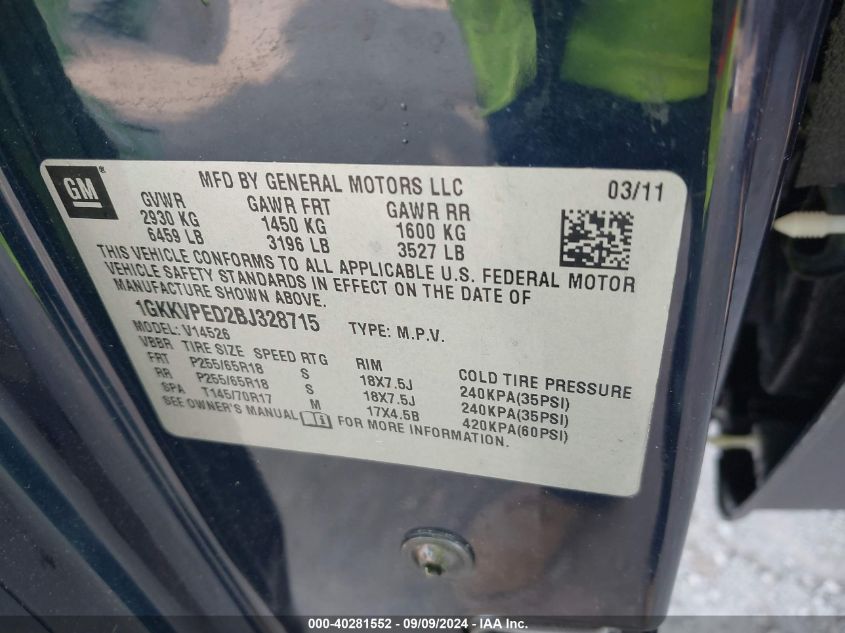 GM
MFD BY GENERAL MOTORS LLC 03/11
GVWR GAWR FRT GAWR RR
2930 KG 1450 KG 1600 KG
6459 LB 3196 LB 3527 LB
THIS VEHICLE CONFORMS TO ALL APPLICABLE U.S. FEDERAL MOTOR
VEHICLE SAFETY STANDARDS IN EFFECT ON THE DATE OF
MANUFACTURE SHOWN ABOVE.
1GKKVPED2BJ328715 TYPE: M.P.V.
MODEL: V14526
VBBR TIRE SIZE SPEED RTG RIM COLD TIRE PRESSURE
FRT P255/65R18 S 18X7.5J 240KPA(35PSI)
RR P255/65R18 S 18X7.5J 240KPA(35PSI)
SPA T145/70R17 M 17X4.5B 420KPA(60PSI)
SEE OWNER'S MANUAL FOR MORE INFORMATION.
000-40281552 - 09/09/2024 - IAA Inc.